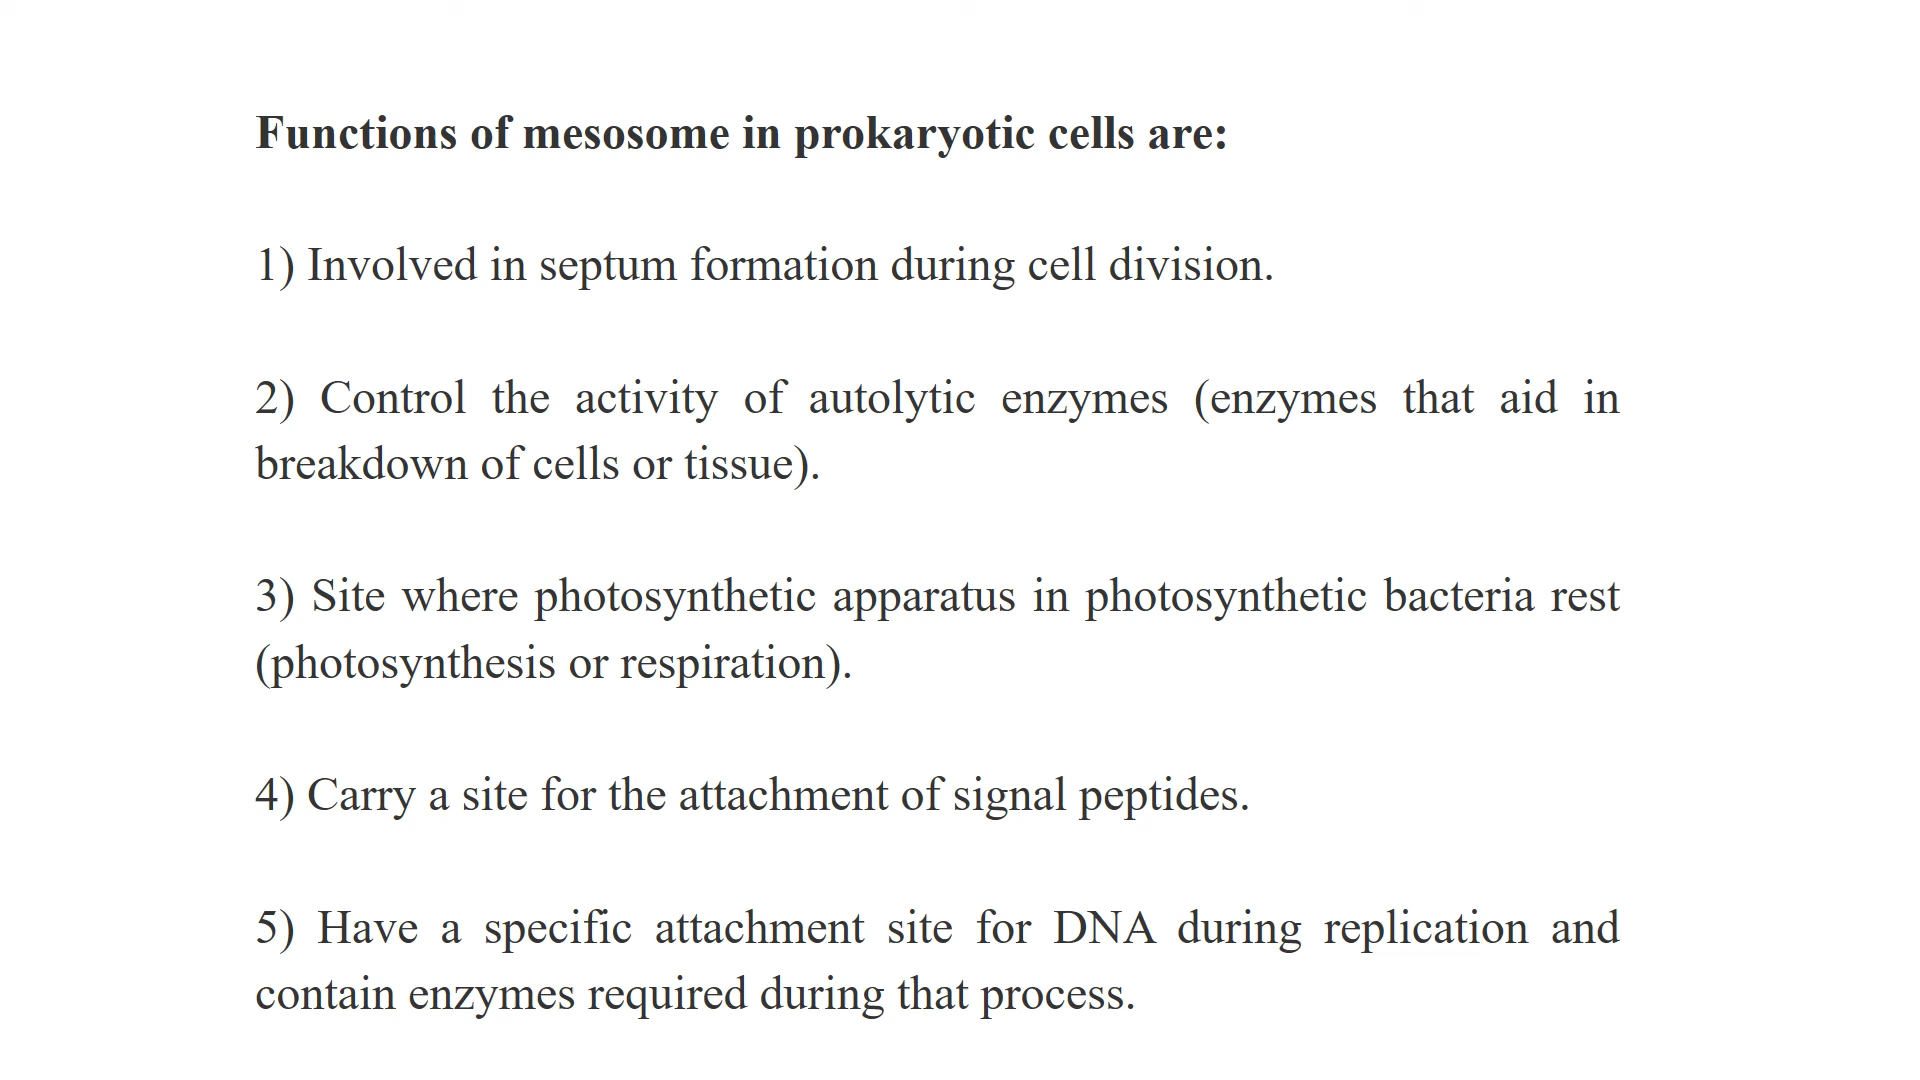 Functions of mesosome in prokaryotic cells are:
1) Involved in septum formation during cell division.
2) Control the activity of autolytic enzymes (enzymes that aid in
breakdown of cells or tissue).
3) Site where photosynthetic apparatus in photosynthetic bacteria rest
(photosynthesis or respiration).
4) Carry a site for the attachment of signal peptides.
5) Have a specific attachment site for DNA during replication and
contain enzymes required during that process.